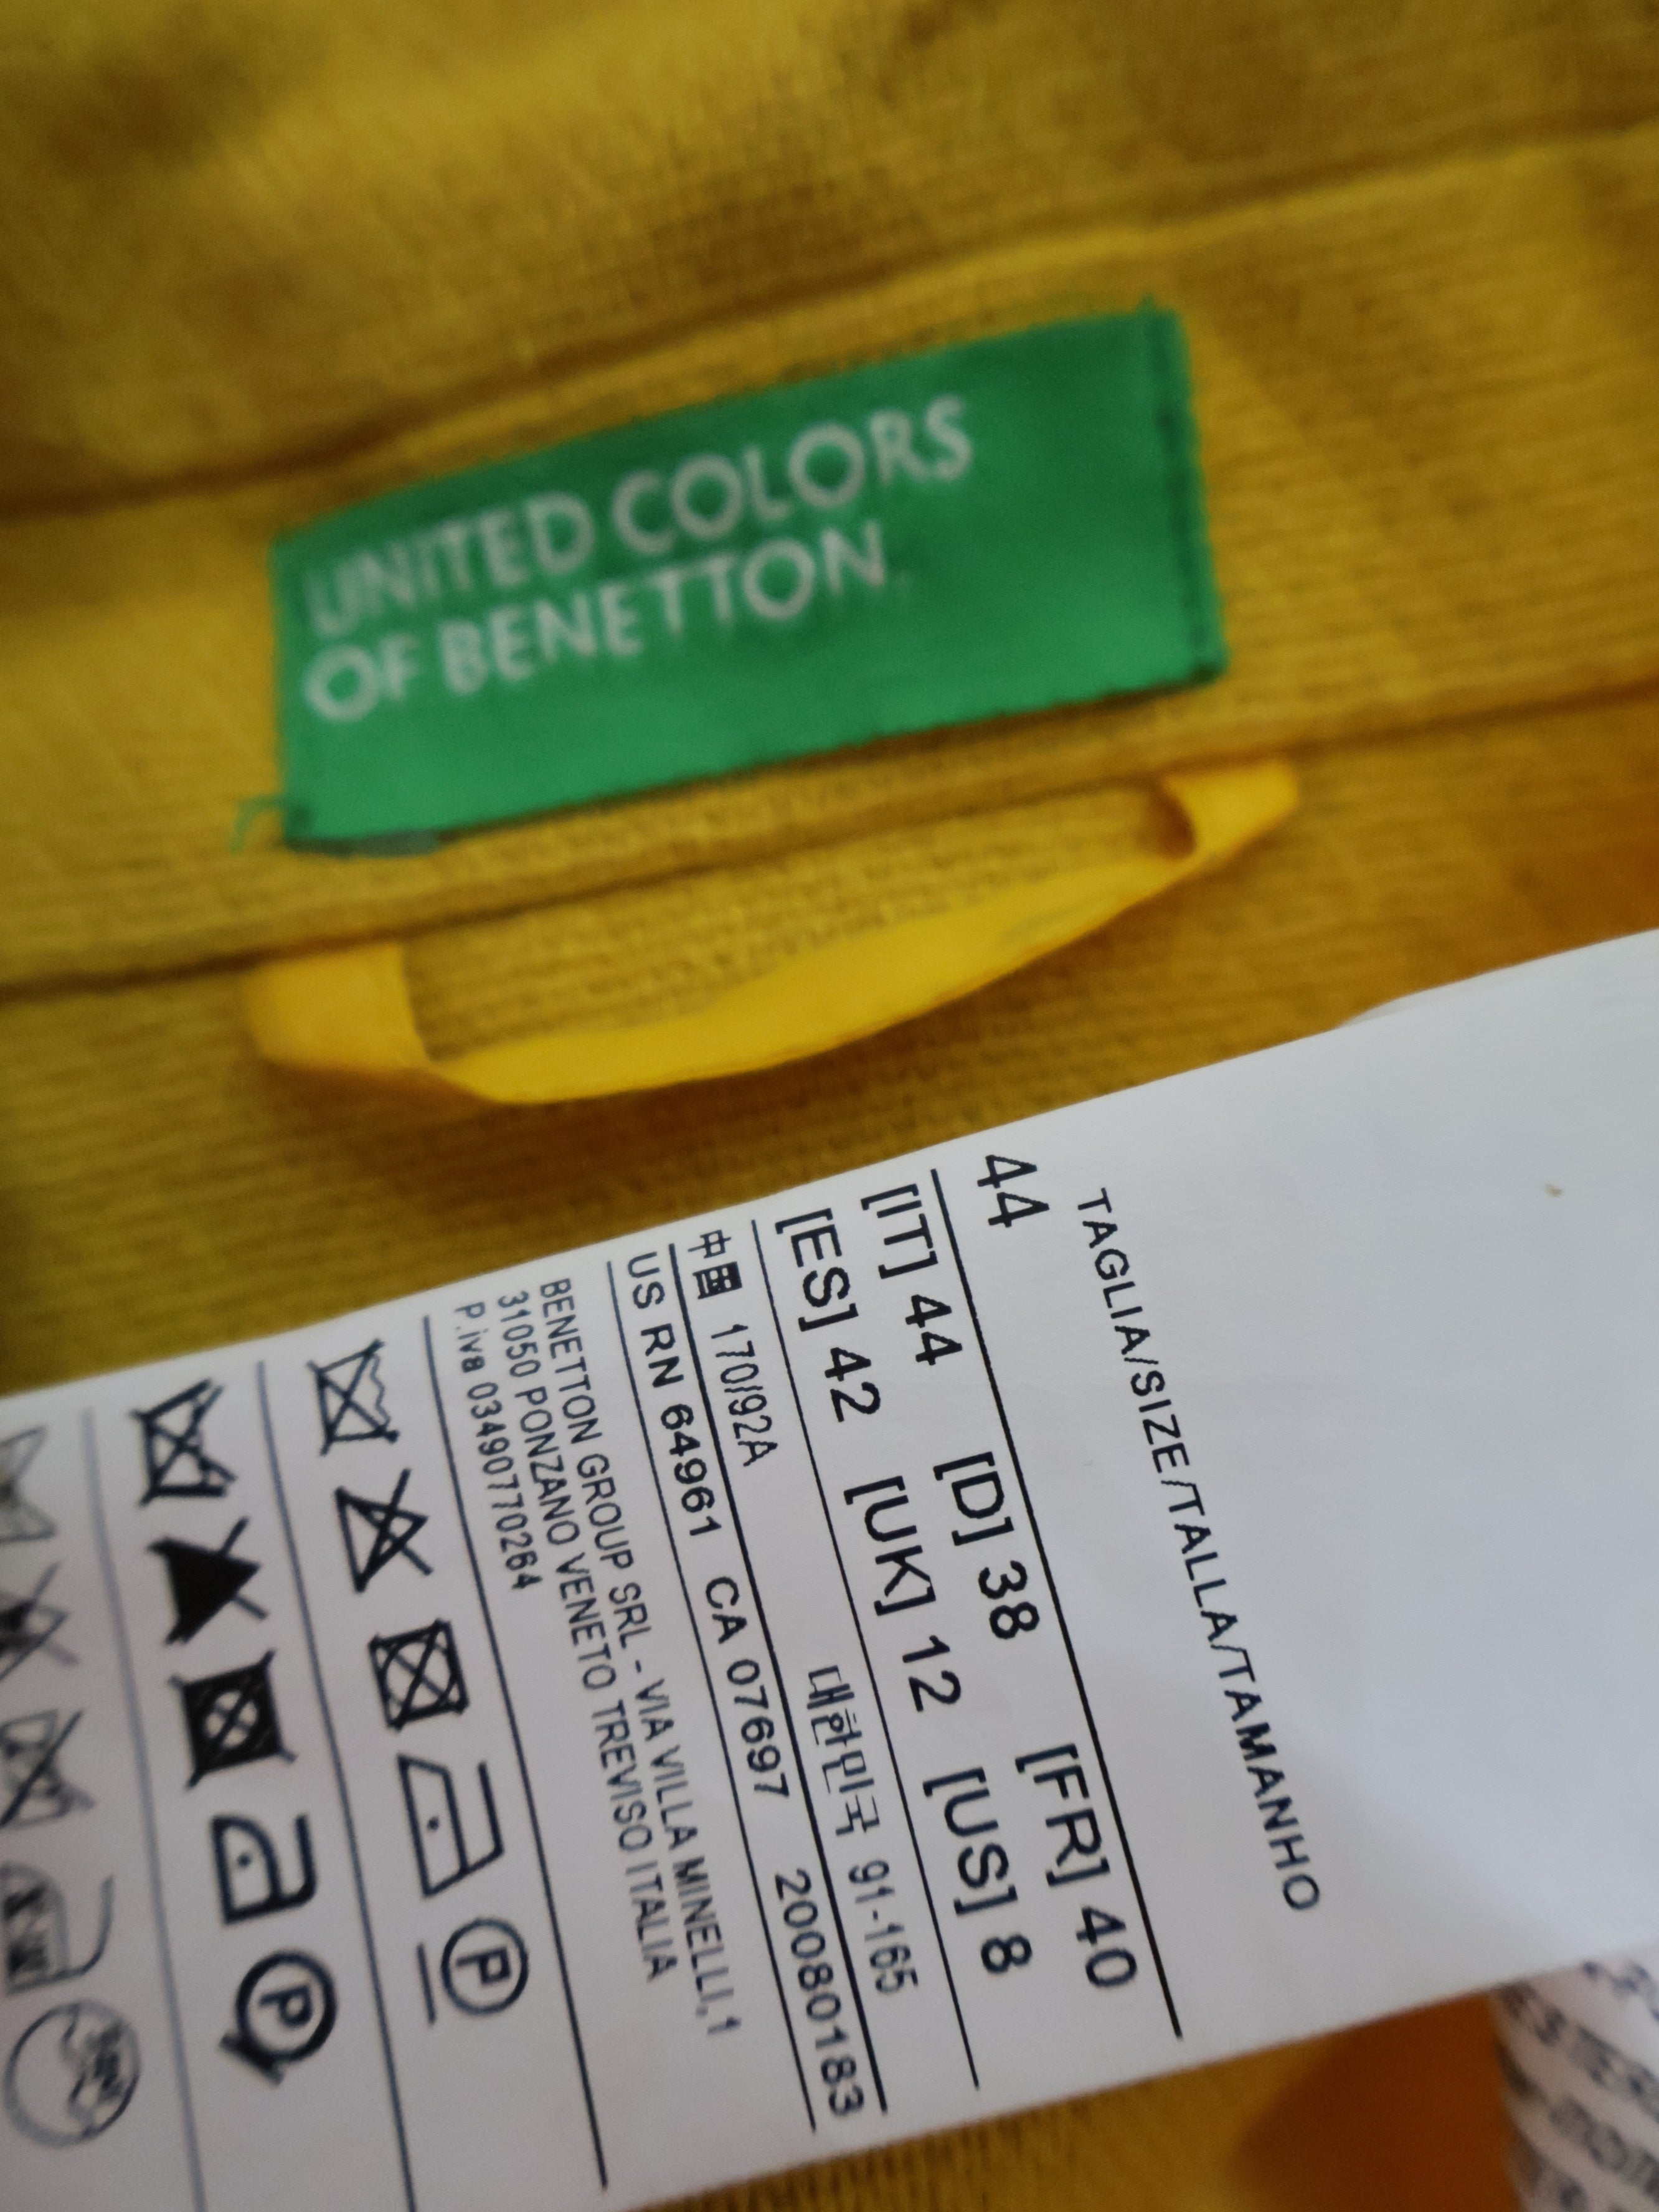 UNITED COLORS
OF BENETTON
TAGLIA/SIZE/TALLA/TAMANHO
44
[IT] 44 [D] 38 [FR] 40
[ES] 42 [UK] 12 [US] 8
中国 170/92A 대한민국 91-165
US RN 64961 CA 07697 200801183
BENETTON GROUP SRL - VIA VILLA MINELLI,1
31050 PONZANO VENETO TREVISO ITALIA
P.iva 03490770264
P
P